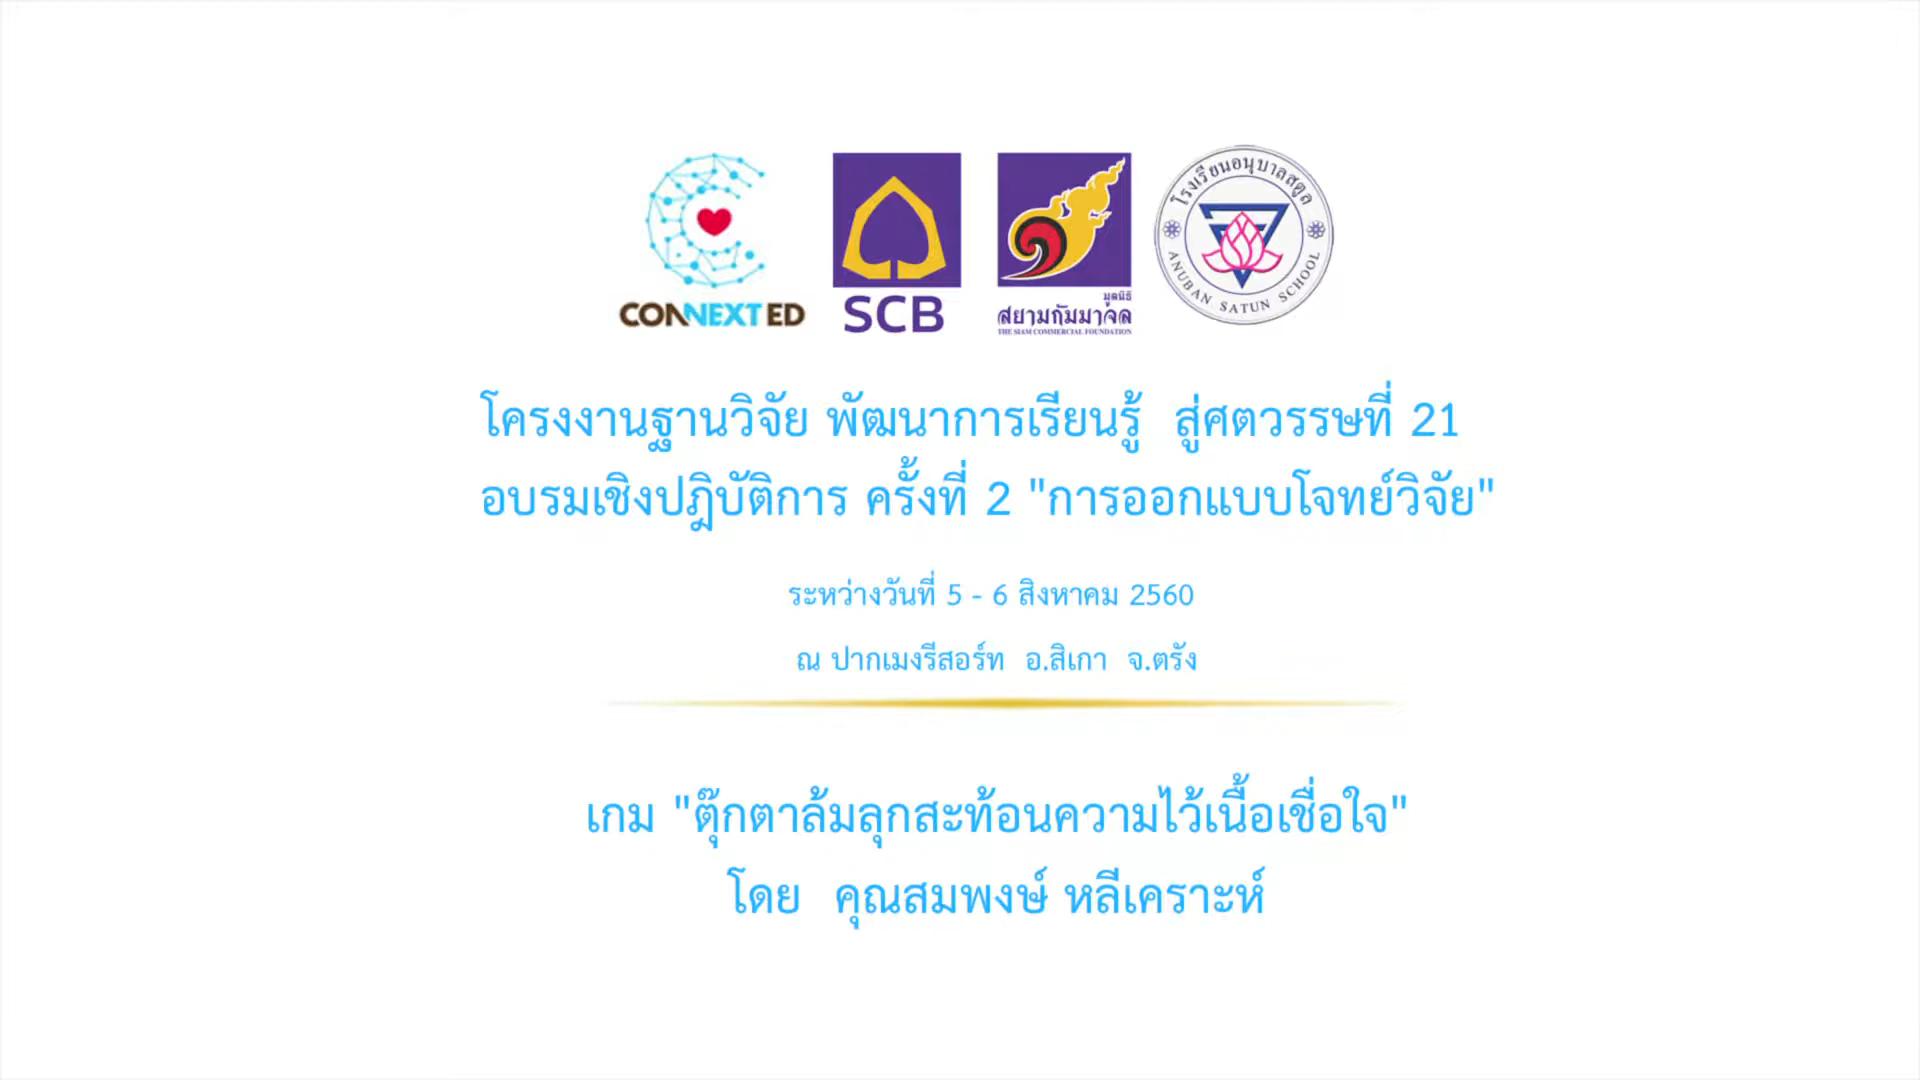 CONNEXT ED
SCB
มูลนิธิ
สยามกัมมาจล
THE SIAM COMMERCIAL FOUNDATION
โรงเรียนอนุบาลสตูล
ANUBAN SATUN SCHOOL
โครงงานฐานวิจัย พัฒนาการเรียนรู้ สู่ศตวรรษที่ 21
อบรมเชิงปฎิบัติการ ครั้งที่ 2 "การออกแบบโจทย์วิจัย"
ระหว่างวันที่ 5 - 6 สิงหาคม 2560
ณ ปากเมงรีสอร์ท อ.สิเกา จ.ตรัง
เกม "ตุ๊กตาล้มลุกสะท้อนความไว้เนื้อเชื่อใจ"
โดย คุณสมพงษ์ หลีเคราะห์